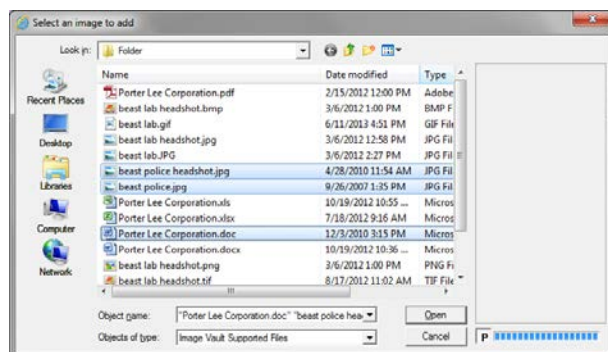 Select an image to add
Look in: Folder
Name Date modified Type
Porter Lee Corporation.pdf 2/15/2012 12:00 PM Adobe
beast lab headshot.bmp 3/6/2012 1:00 PM BMP F
beast lab.gif 6/11/2013 4:51 PM GIF File
beast lab headshot.jpg 3/6/2012 12:58 PM JPG Fil
beast lab.JPG 3/6/2012 2:27 PM JPG Fil
beast police headshot.jpg 4/28/2010 11:54 AM JPG Fil
beast police.jpg 9/26/2007 1:35 PM JPG Fil
Porter Lee Corporation.xls 10/19/2012 10:55 ... Micros
Porter Lee Corporation.xlsx 7/18/2012 9:16 AM Micros
Porter Lee Corporation.doc 12/3/2010 3:15 PM Micros
Porter Lee Corporation.docx 10/19/2012 10:36 ... Micros
beast lab headshot.png 3/6/2012 1:00 PM PNG Fi
beast lab headshot.tif 8/17/2012 11:02 AM TIF File
Recent Places
Desktop
Libraries
Computer
Network
Object name: "Porter Lee Corporation.doc" "beast police hea Open
Objects of type: Image Vault Supported Files Cancel
P